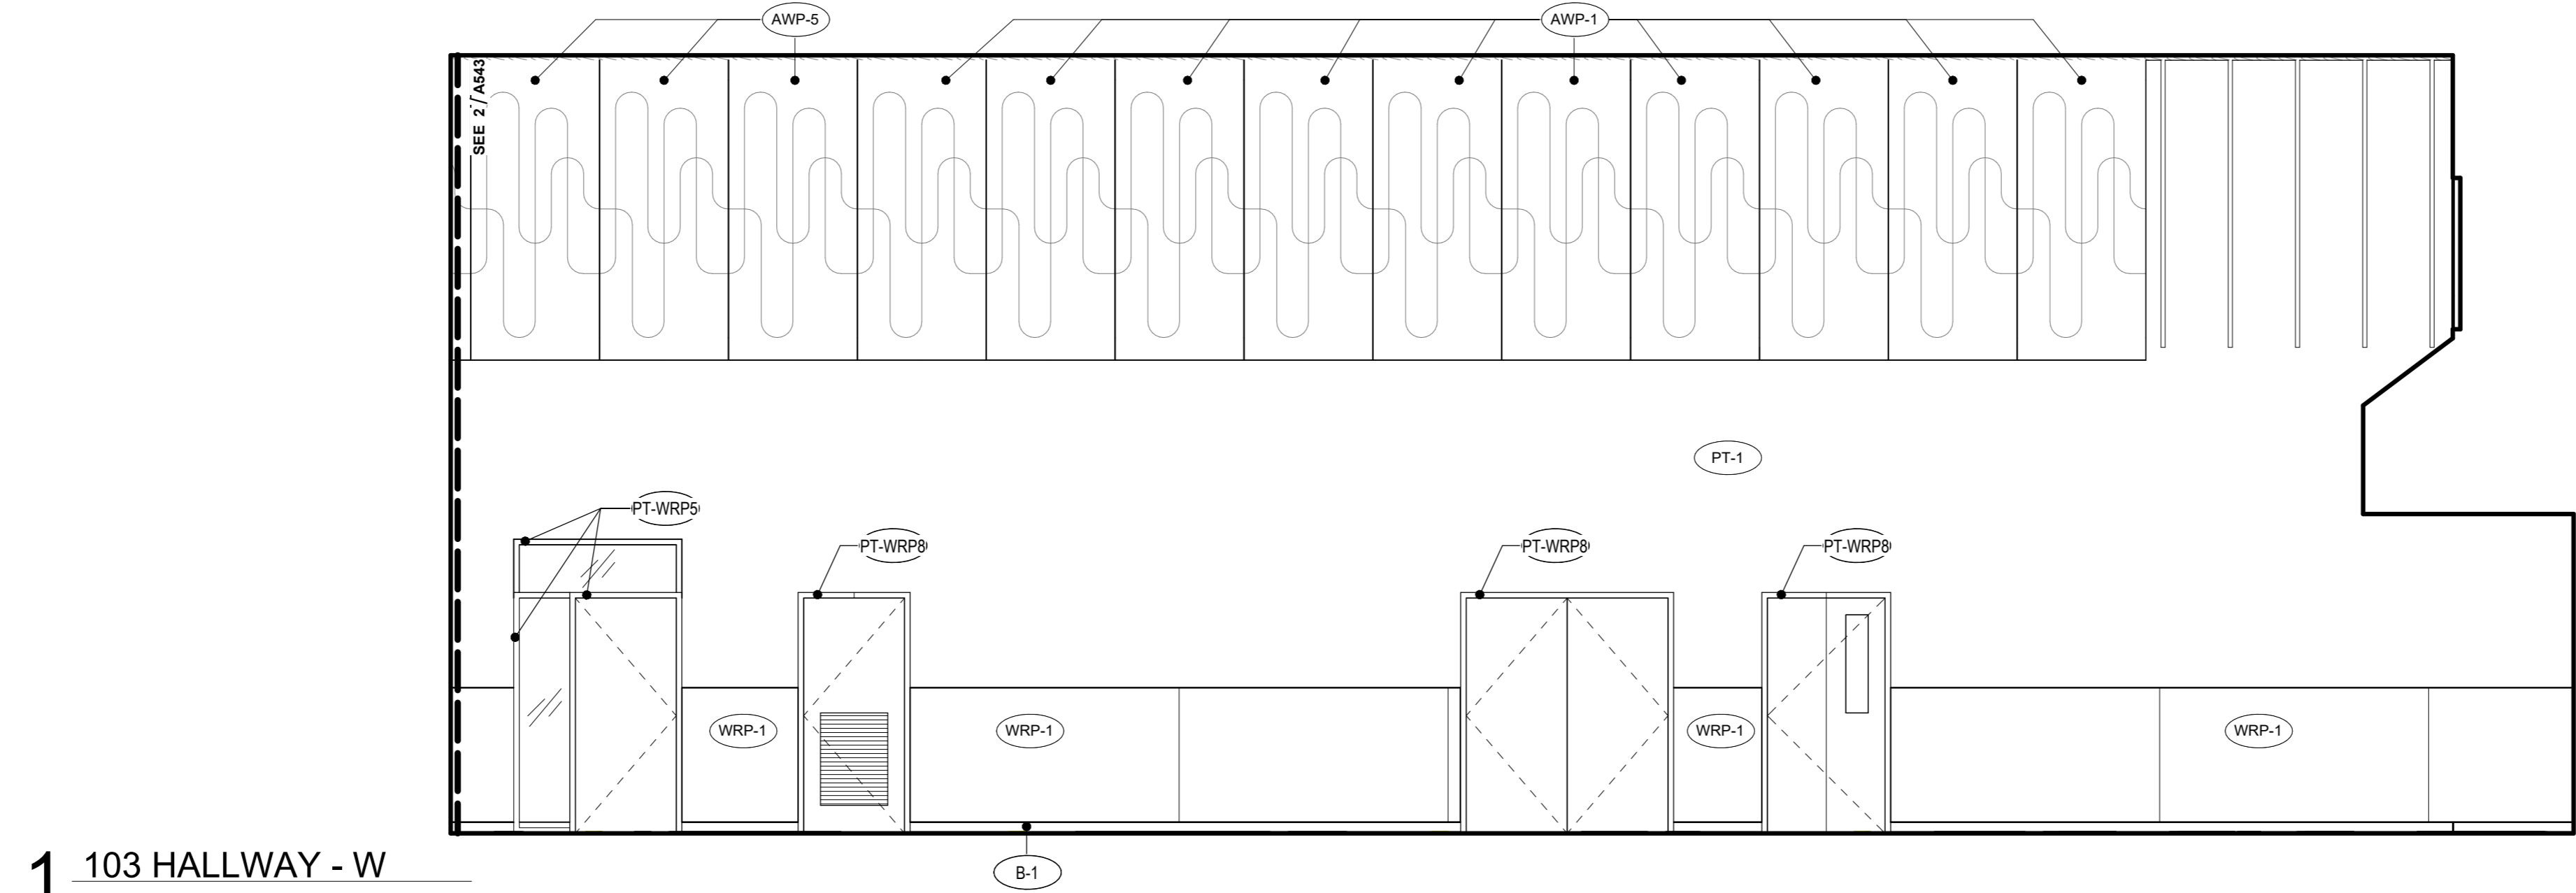 AWP-5
AWP-1
SEE 2 / A543
PT-1
PT-WRP5
PT-WRP8
PT-WRP8
PT-WRP8
WRP-1
WRP-1
WRP-1
WRP-1
B-1
1 103 HALLWAY - W